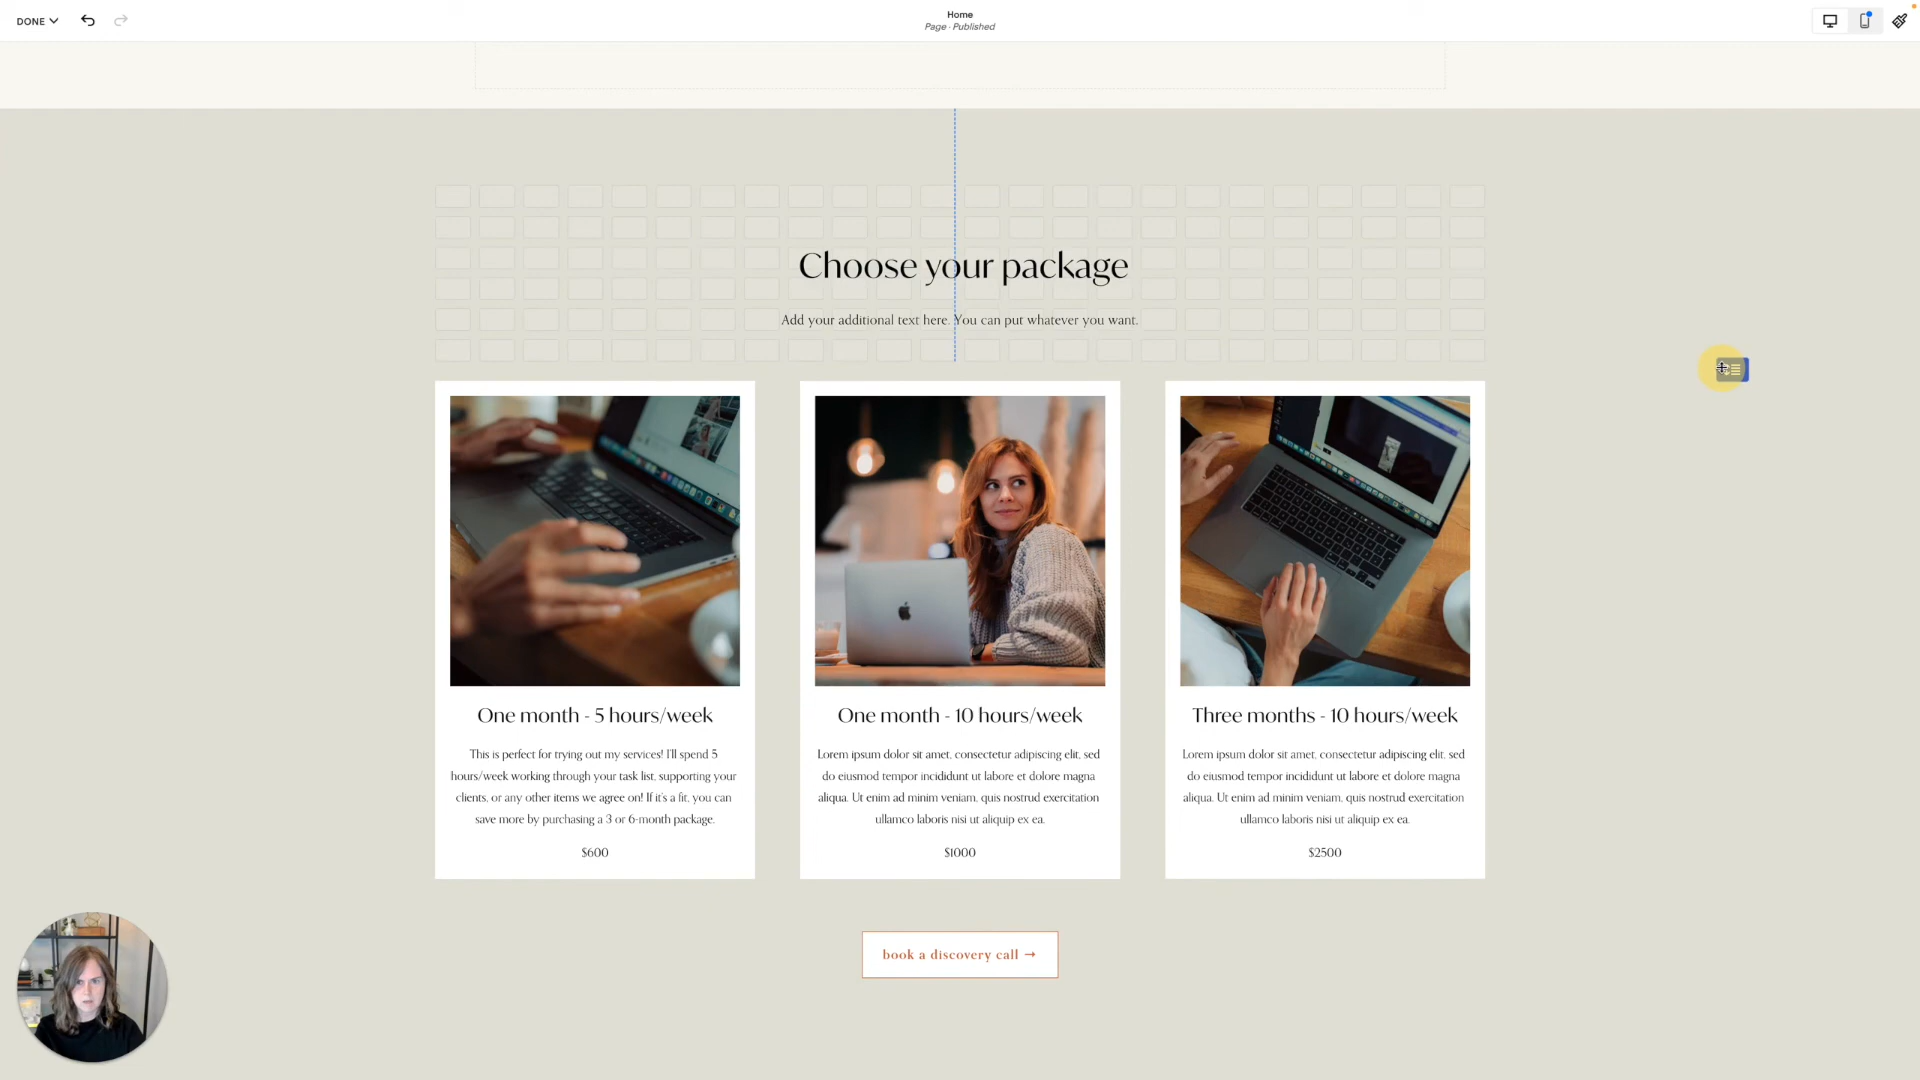 DONE
Home
Page · Published
Choose your package
Add your additional text here. You can put whatever you want.
One month - 5 hours/week
This is perfect for trying out my services! I'll spend 5
hours/week working through your task list, supporting your
clients, or any other items we agree on! If it's a fit, you can
save more by purchasing a 3 or 6-month package.
$600
One month - 10 hours/week
Lorem ipsum dolor sit amet, consectetur adipiscing elit, sed
do eiusmod tempor incididunt ut labore et dolore magna
aliqua. Ut enim ad minim veniam, quis nostrud exercitation
ullamco laboris nisi ut aliquip ex ea.
$1000
Three months - 10 hours/week
Lorem ipsum dolor sit amet, consectetur adipiscing elit, sed
do eiusmod tempor incididunt ut labore et dolore magna
aliqua. Ut enim ad minim veniam, quis nostrud exercitation
ullamco laboris nisi ut aliquip ex ea.
$2500
book a discovery call →